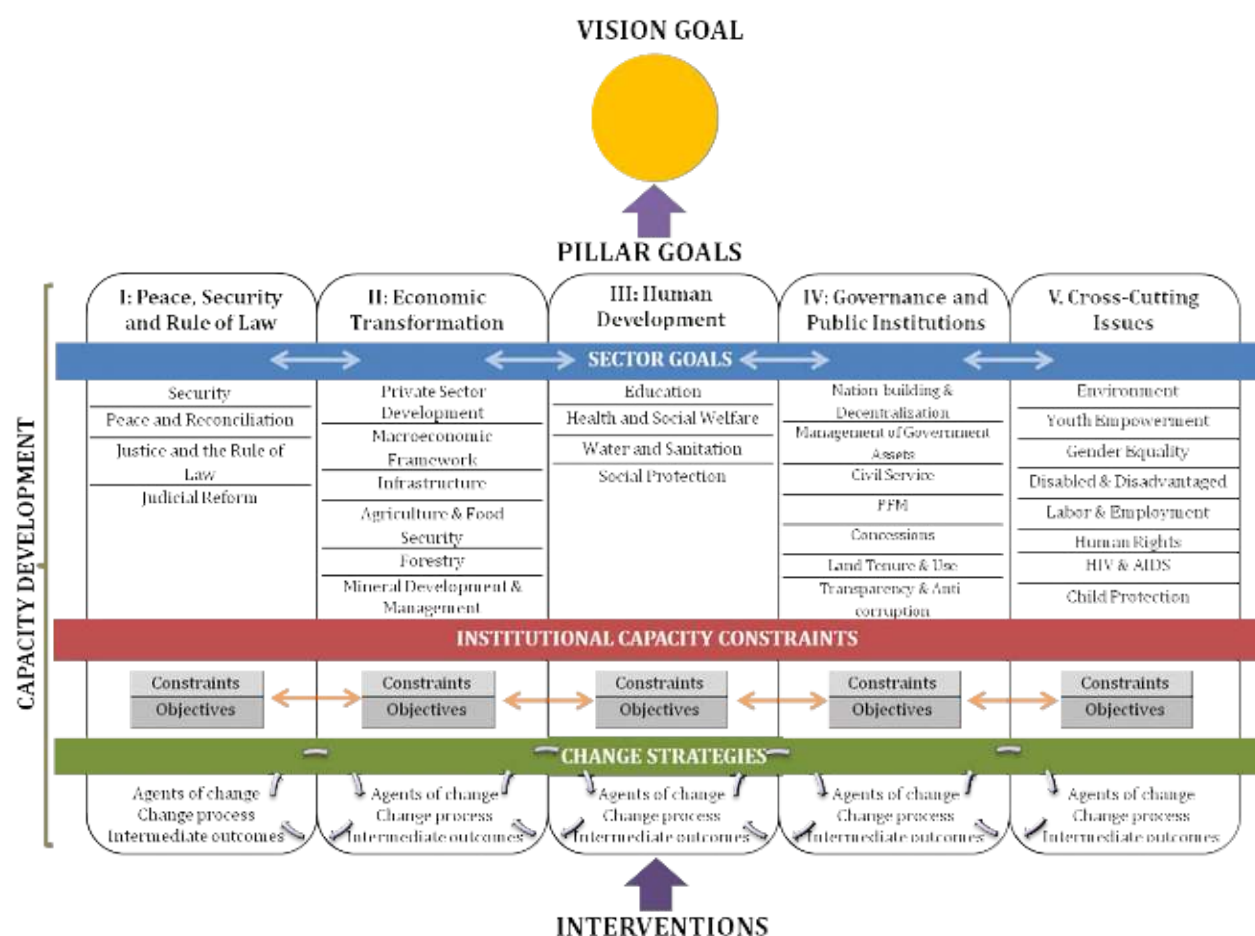 VISION GOAL
PILLAR GOALS
I: Peace, Security
and Rule of Law
II: Economic
Transformation
III: Human
Development
IV: Governance and
Public Institutions
V. Cross-Cutting
Issues
SECTOR GOALS
Security
Peace and Reconciliation
Justice and the Rule of
Law
Judicial Reform
Private Sector
Development
Macroeconomic
Framework
Infrastructure
Agriculture & Food
Security
Forestry
Mineral Development &
Management
Education
Health and Social Welfare
Water and Sanitation
Social Protection
Nation-building &
Decentralization
Management of Government
Assets
Civil Service
PFM
Concessions
Land Tenure & Use
Transparency & Anti
corruption
Environment
Youth Empowerment
Gender Equality
Disabled & Disadvantaged
Labor & Employment
Human Rights
HIV & AIDS
Child Protection
CAPACITY DEVELOPMENT
INSTITUTIONAL CAPACITY CONSTRAINTS
Constraints
Objectives
Constraints
Objectives
Constraints
Objectives
Constraints
Objectives
Constraints
Objectives
CHANGE STRATEGIES
Agents of change
Change process
Intermediate outcomes
Agents of change
Change process
Intermediate outcomes
Agents of change
Change process
Intermediate outcomes
Agents of change
Change process
Intermediate outcomes
Agents of change
Change process
Intermediate outcomes
INTERVENTIONS